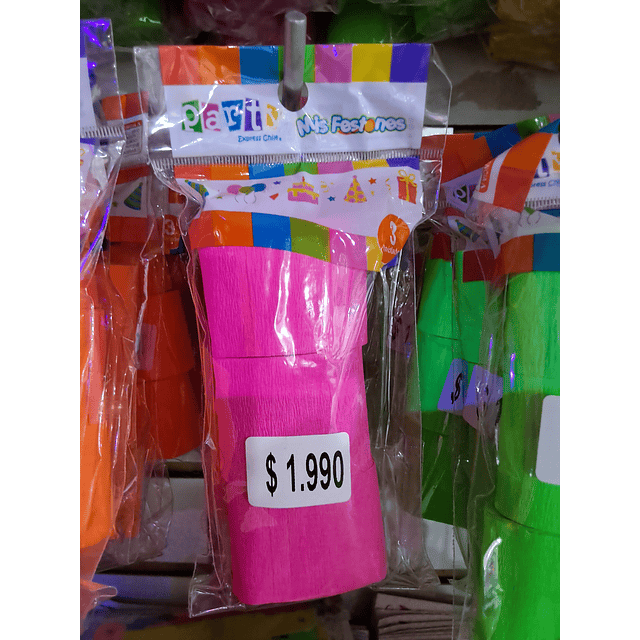 party
Express Chile
Mis Festones
3
$ 1.990
$